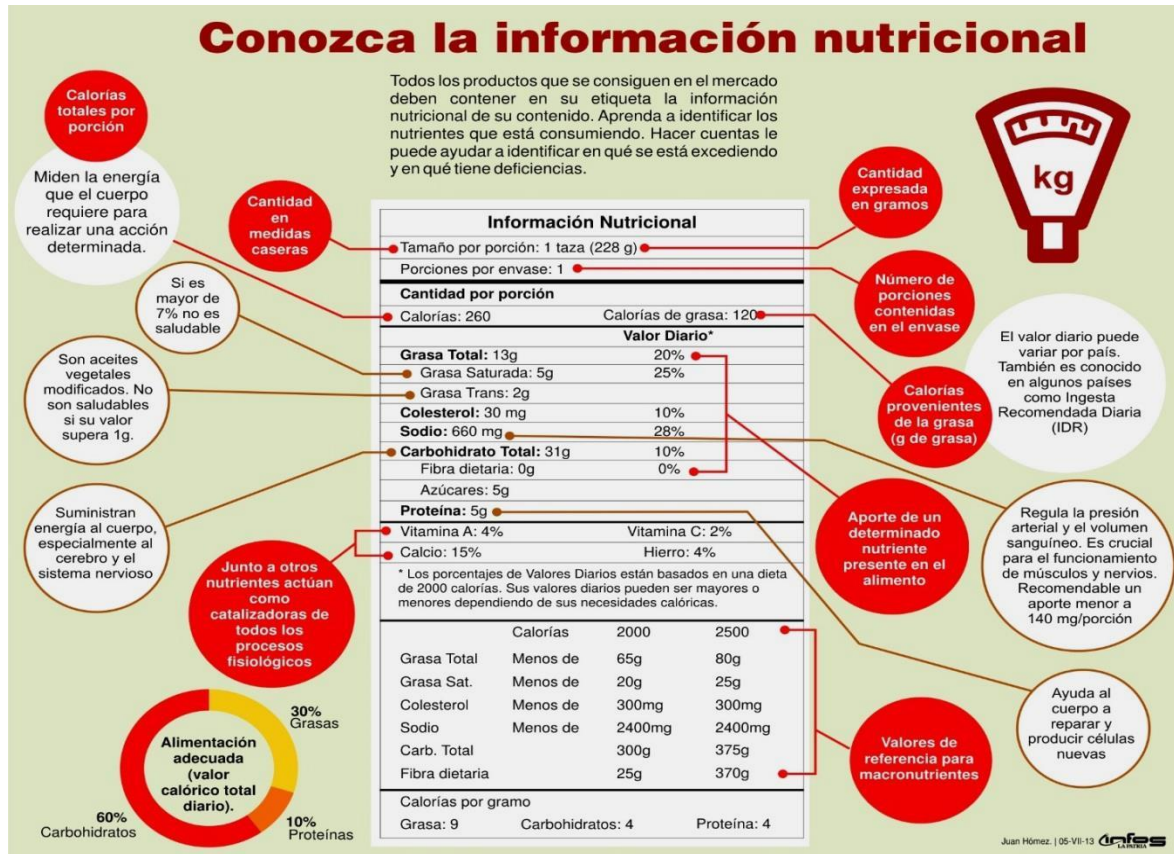 Conozca la información nutricional
Todos los productos que se consiguen en el mercado
deben contener en su etiqueta la información
nutricional de su contenido. Aprenda a identificar los
nutrientes que está consumiendo. Hacer cuentas le
puede ayudar a identificar en qué se está excediendo
y en qué tiene deficiencias.
Calorías
totales por
porción
Miden la energía
que el cuerpo
requiere para
realizar una acción
determinada.
Cantidad
en
medidas
caseras
Si es
mayor de
7% no es
saludable
Son aceites
vegetales
modificados. No
son saludables
si su valor
supera 1g.
Suministran
energía al cuerpo,
especialmente al
cerebro y el
sistema nervioso
Junto a otros
nutrientes actúan
como
catalizadoras de
todos los
procesos
fisiológicos
Información Nutricional
Tamaño por porción: 1 taza (228 g)
Porciones por envase: 1
Cantidad por porción
Calorías: 260 Calorías de grasa: 120
Valor Diario*
Grasa Total: 13g 20%
Grasa Saturada: 5g 25%
Grasa Trans: 2g
Colesterol: 30 mg 10%
Sodio: 660 mg 28%
Carbohidrato Total: 31g 10%
Fibra dietaria: 0g 0%
Azúcares: 5g
Proteína: 5g
Vitamina A: 4% Vitamina C: 2%
Calcio: 15% Hierro: 4%
* Los porcentajes de Valores Diarios están basados en una dieta
de 2000 calorías. Sus valores diarios pueden ser mayores o
menores dependiendo de sus necesidades calóricas.
Calorías 2000 2500
Grasa Total Menos de 65g 80g
Grasa Sat. Menos de 20g 25g
Colesterol Menos de 300mg 300mg
Sodio Menos de 2400mg 2400mg
Carb. Total 300g 375g
Fibra dietaria 25g 370g
Calorías por gramo
Grasa: 9 Carbohidratos: 4 Proteína: 4
kg
Cantidad
expresada
en gramos
Número de
porciones
contenidas
en el envase
El valor diario puede
variar por país.
También es conocido
en algunos países
como Ingesta
Recomendada Diaria
(IDR)
Calorías
provenientes
de la grasa
(g de grasa)
Aporte de un
determinado
nutriente
presente en el
alimento
Regula la presión
arterial y el volumen
sanguíneo. Es crucial
para el funcionamiento
de músculos y nervios.
Recomendable un
aporte menor a
140 mg/porción
Ayuda al
cuerpo a
reparar y
producir células
nuevas
Valores de
referencia para
macronutrientes
30%
Grasas
Alimentación
adecuada
(valor
calórico total
diario).
60%
Carbohidratos
10%
Proteínas
Juan Hómez. | 05-VII-13 infos
LA PATRIA